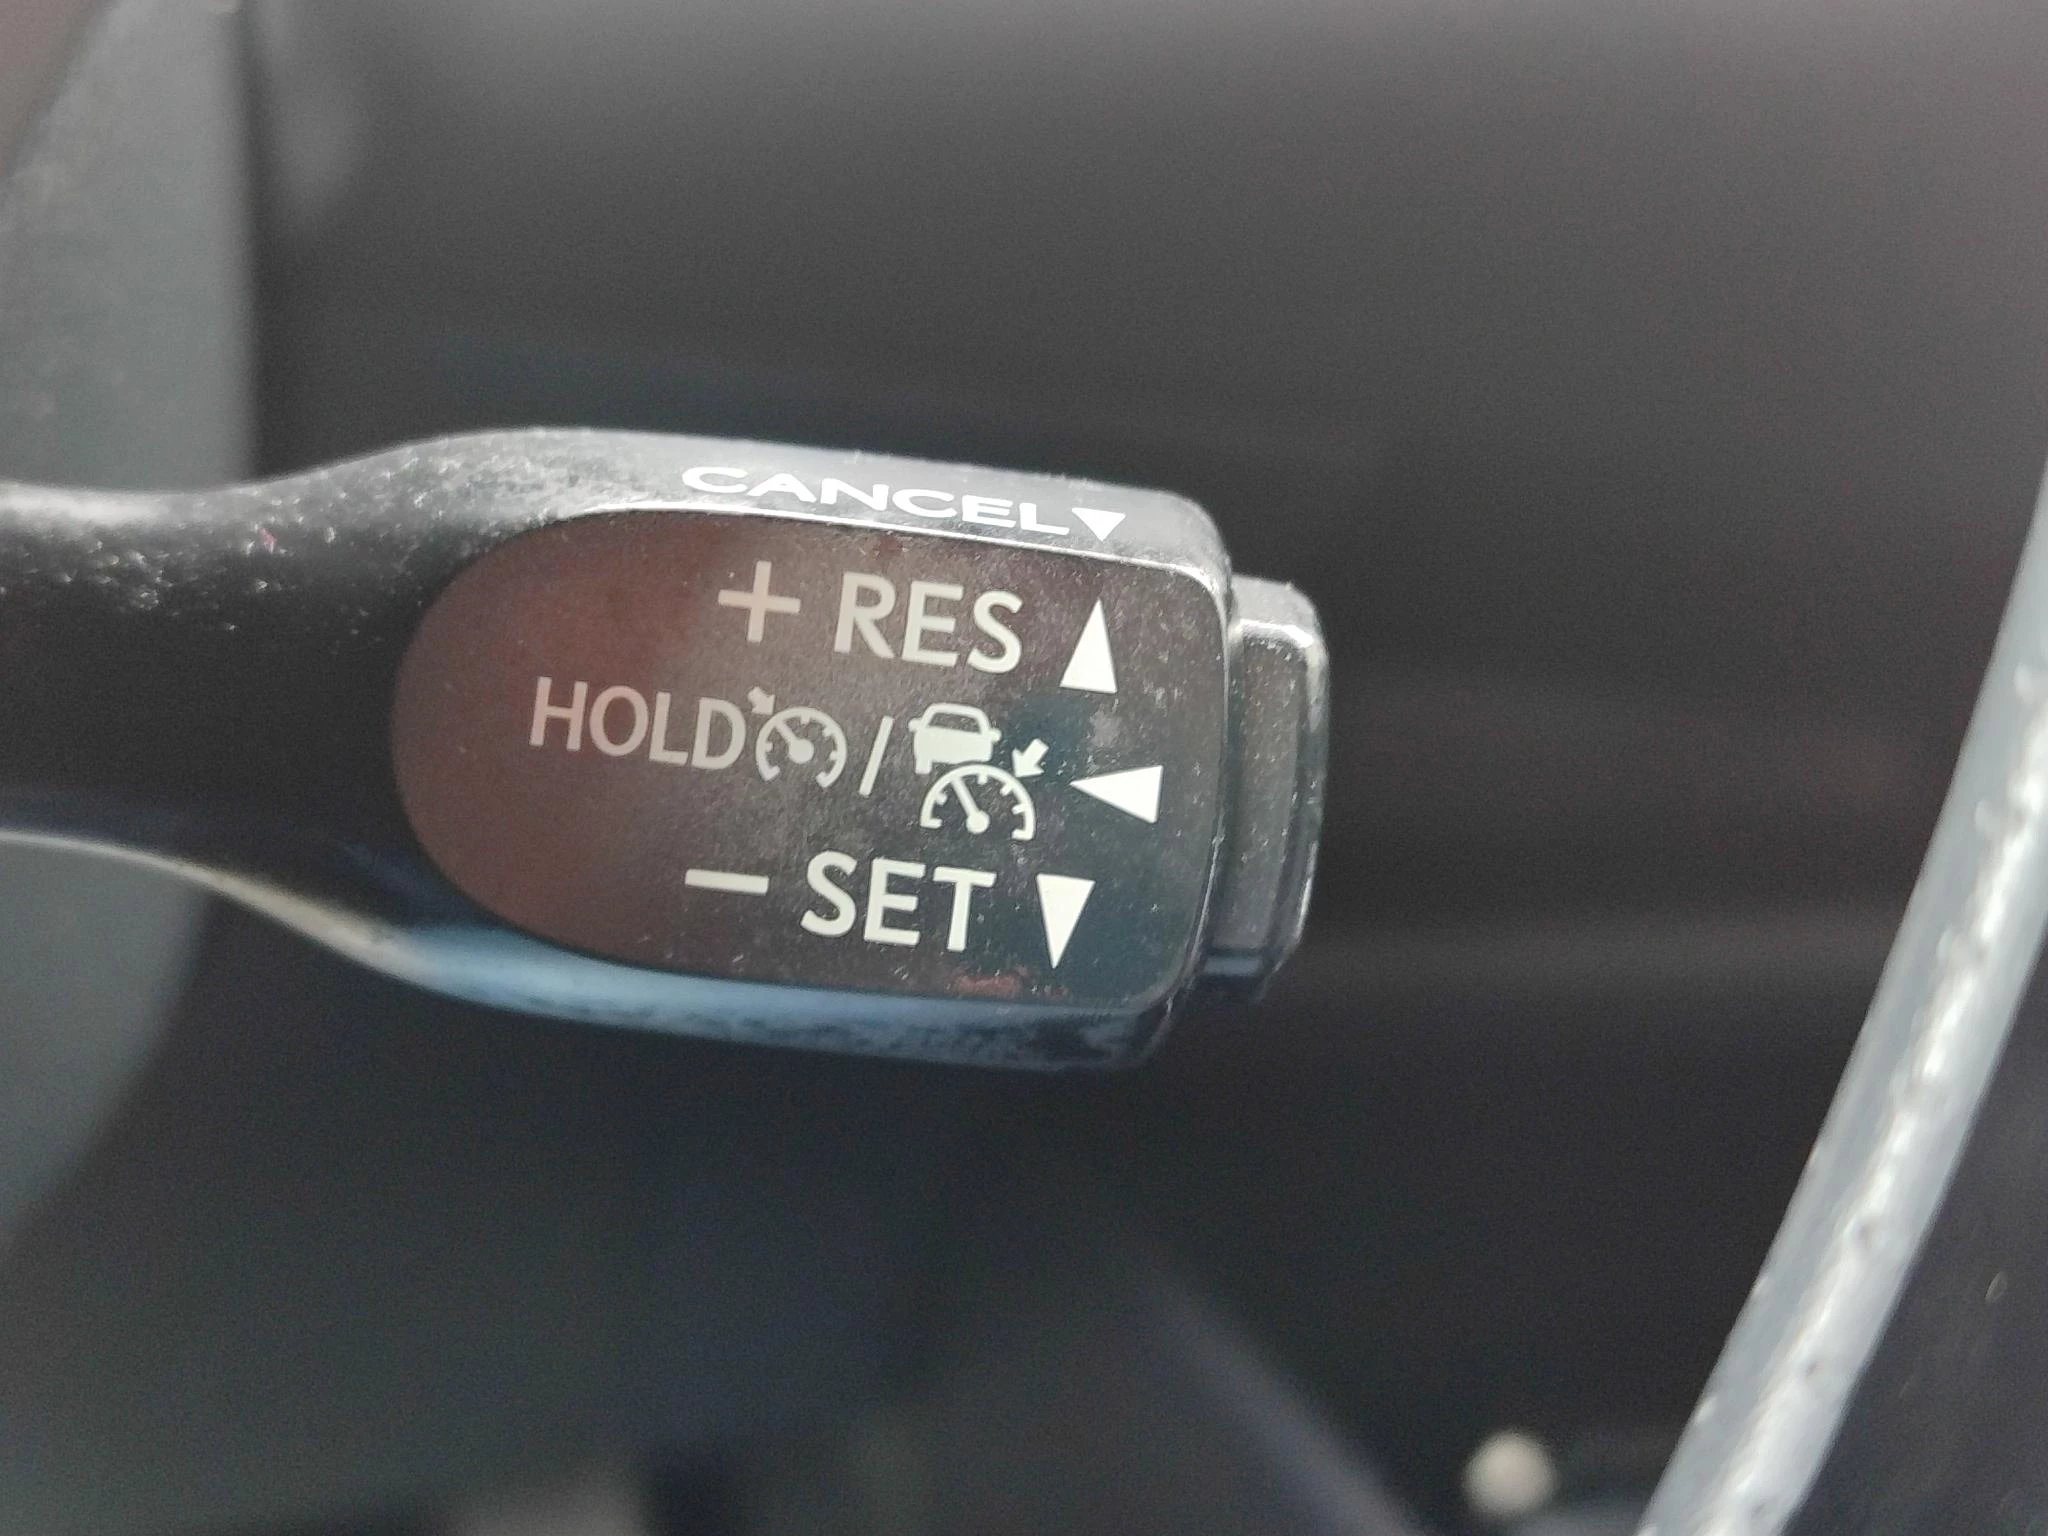 CANCEL
+ RES
HOLD /
- SET